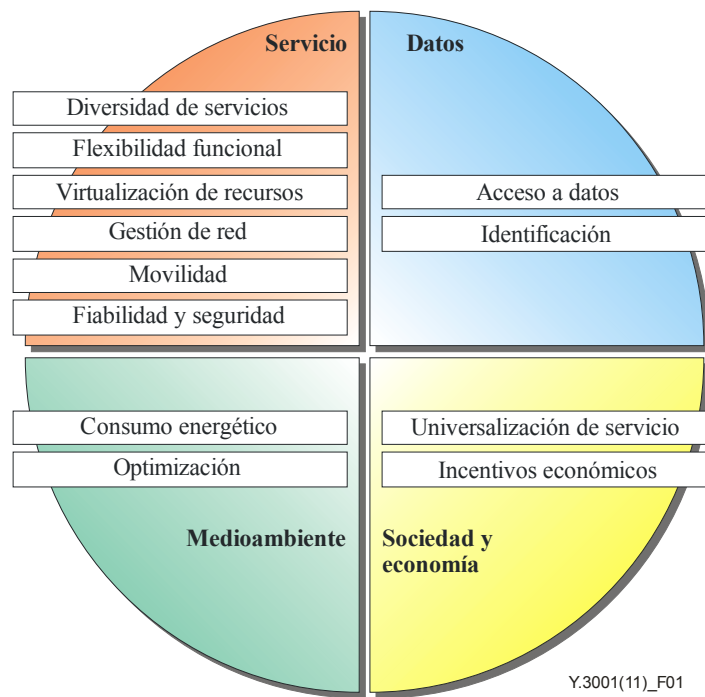 Servicio
Diversidad de servicios
Flexibilidad funcional
Virtualización de recursos
Gestión de red
Movilidad
Fiabilidad y seguridad
Datos
Acceso a datos
Identificación
Consumo energético
Optimización
Medioambiente
Universalización de servicio
Incentivos económicos
Sociedad y
economía
Y.3001(11)_F01